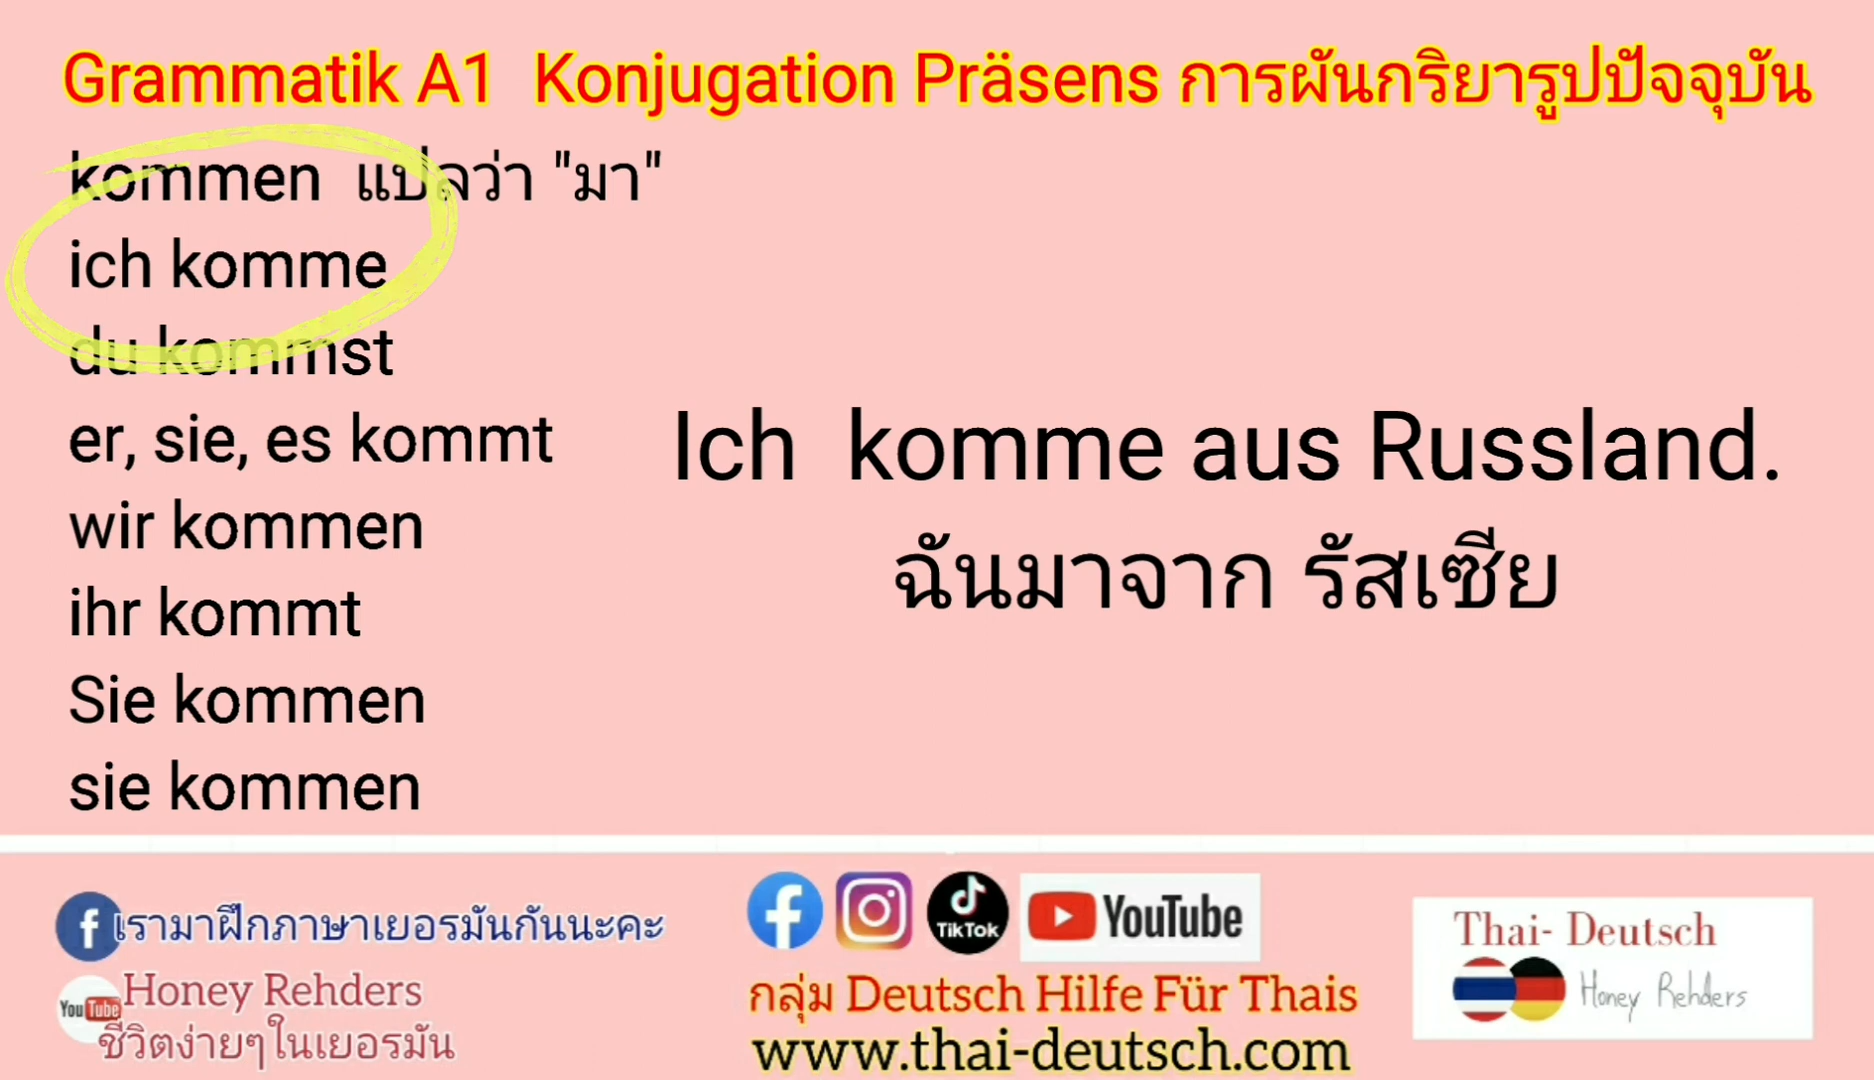 Grammatik A1 Konjugation Präsens การผันกริยารูปปัจจุบัน
kommen แปลว่า "มา"
ich komme
du kommst
er, sie, es kommt
wir kommen
ihr kommt
Sie kommen
sie kommen
Ich komme aus Russland.
ฉันมาจาก รัสเซีย
เรามาฝึกภาษาเยอรมันกันนะคะ
YouTube Honey Rehders
ชีวิตง่ายๆในเยอรมัน
TikTok
YouTube
กลุ่ม Deutsch Hilfe Für Thais
www.thai-deutsch.com
Thai- Deutsch
Honey Rehders